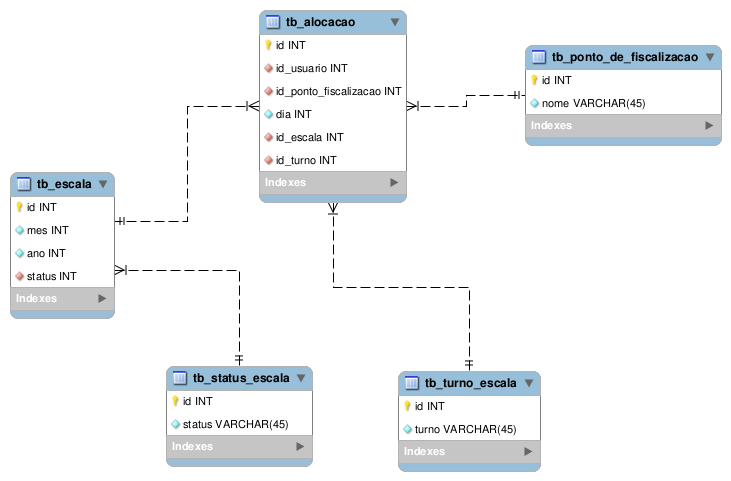 tb_alocacao
id INT
id_usuario INT
id_ponto_fiscalizacao INT
dia INT
id_escala INT
id_turno INT
Indexes
tb_ponto_de_fiscalizacao
id INT
nome VARCHAR(45)
Indexes
tb_escala
id INT
mes INT
ano INT
status INT
Indexes
tb_status_escala
id INT
status VARCHAR(45)
Indexes
tb_turno_escala
id INT
turno VARCHAR(45)
Indexes